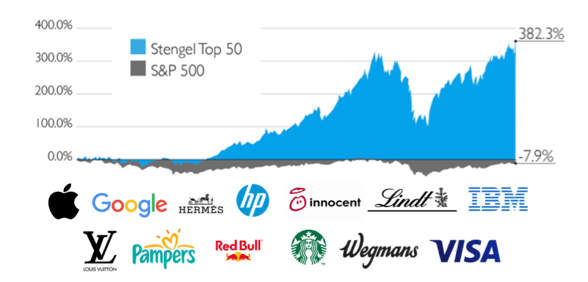 400.0%
382.3%
Stengel Top 50
300.0%
S&P 500
200.0%
100.0%
0.0%
-7.9%
Google
HERMÈS
hp
innocent
Lindt
IBM
LV
LOUIS VUITTON
Pampers
Red Bull
Wegmans
VISA